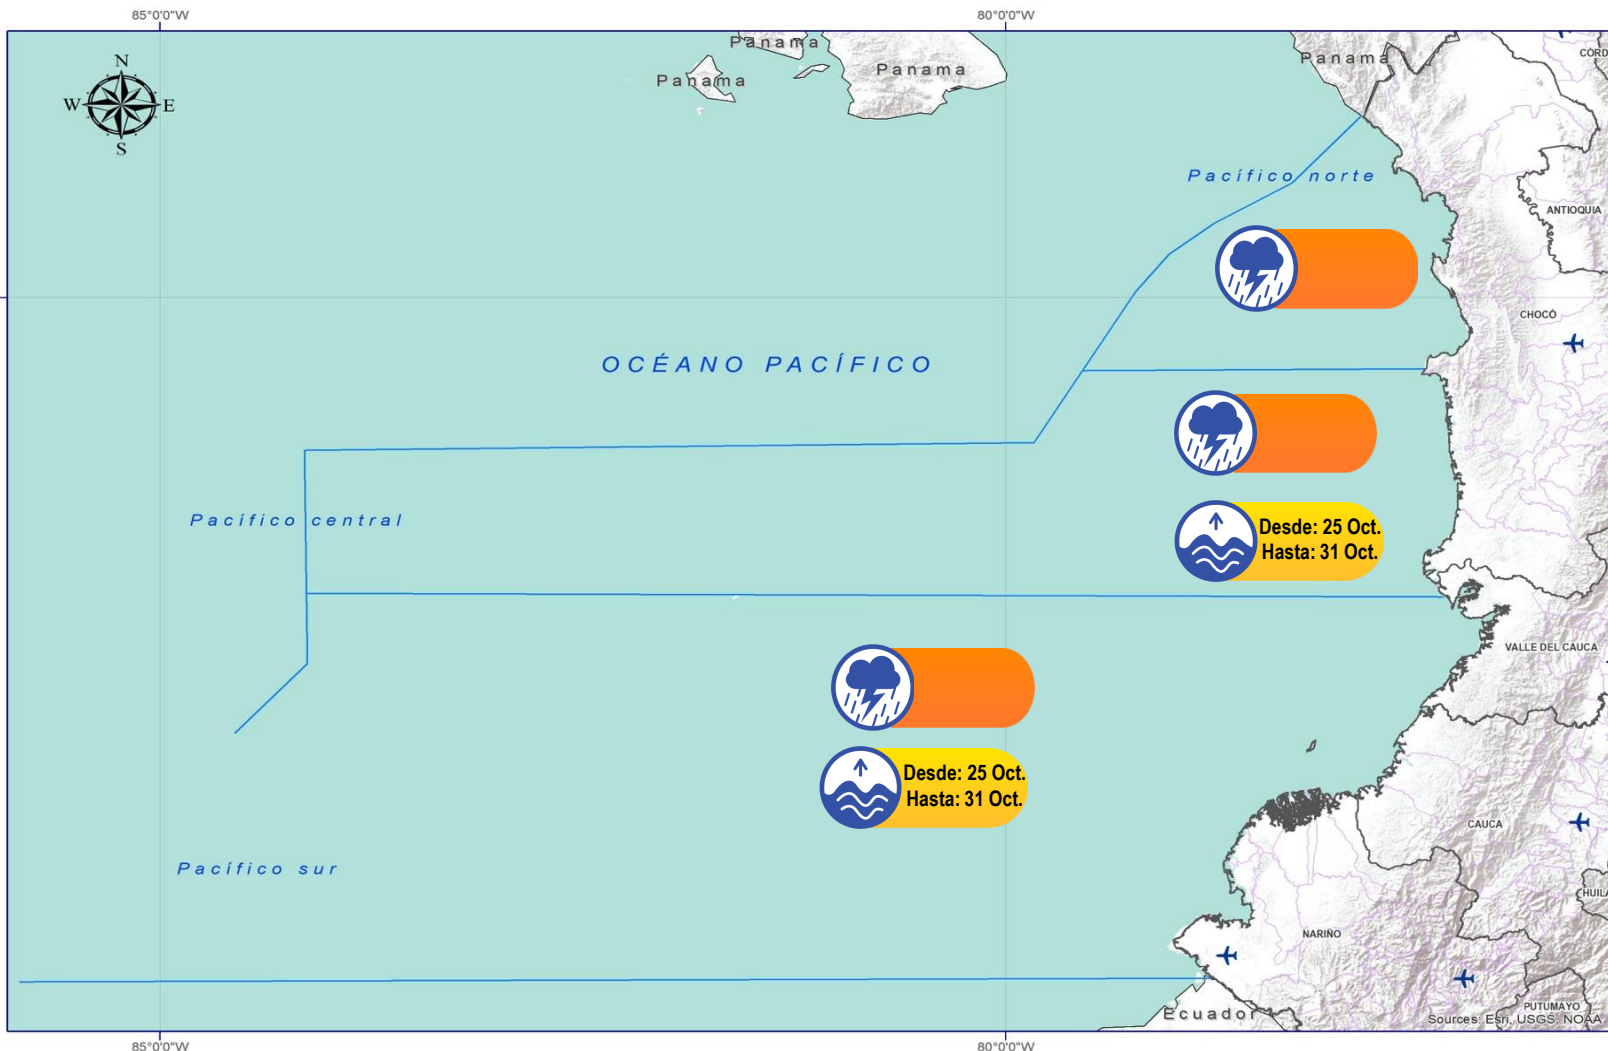 85°0'0"W
80°0'0"W
N
W
E
S
Panama
Panama
Panama
Panama
Pacífico norte
ANTIOQUIA
CHOCÓ
OCÉANO PACÍFICO
Pacífico central
Desde: 25 Oct.
Hasta: 31 Oct.
VALLE DEL CAUCA
Desde: 25 Oct.
Hasta: 31 Oct.
CAUCA
Pacífico sur
HUILA
NARIÑO
PUTUMAYO
Ecuador
Sources: Esri, USGS, NOAA
85°0'0"W
80°0'0"W